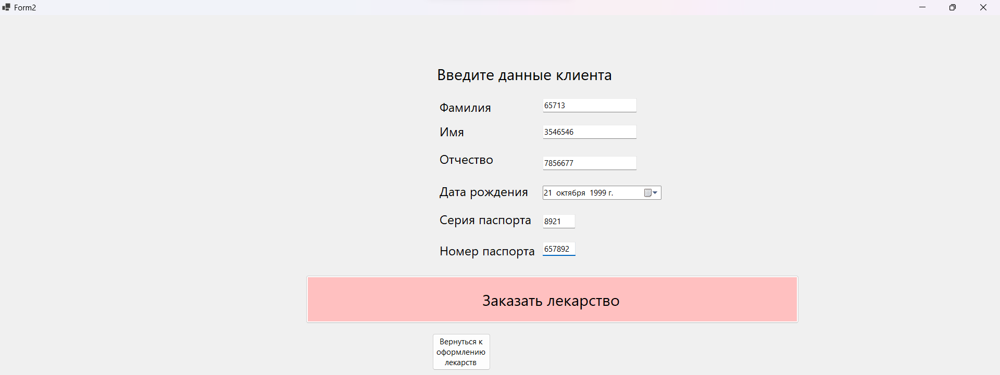 Form2
Введите данные клиента
Фамилия 65713
Имя 3546546
Отчество 7856677
Дата рождения 21 октября 1999 г.
Серия паспорта 8921
Номер паспорта 657892
Заказать лекарство
Вернуться к
оформлению
лекарств